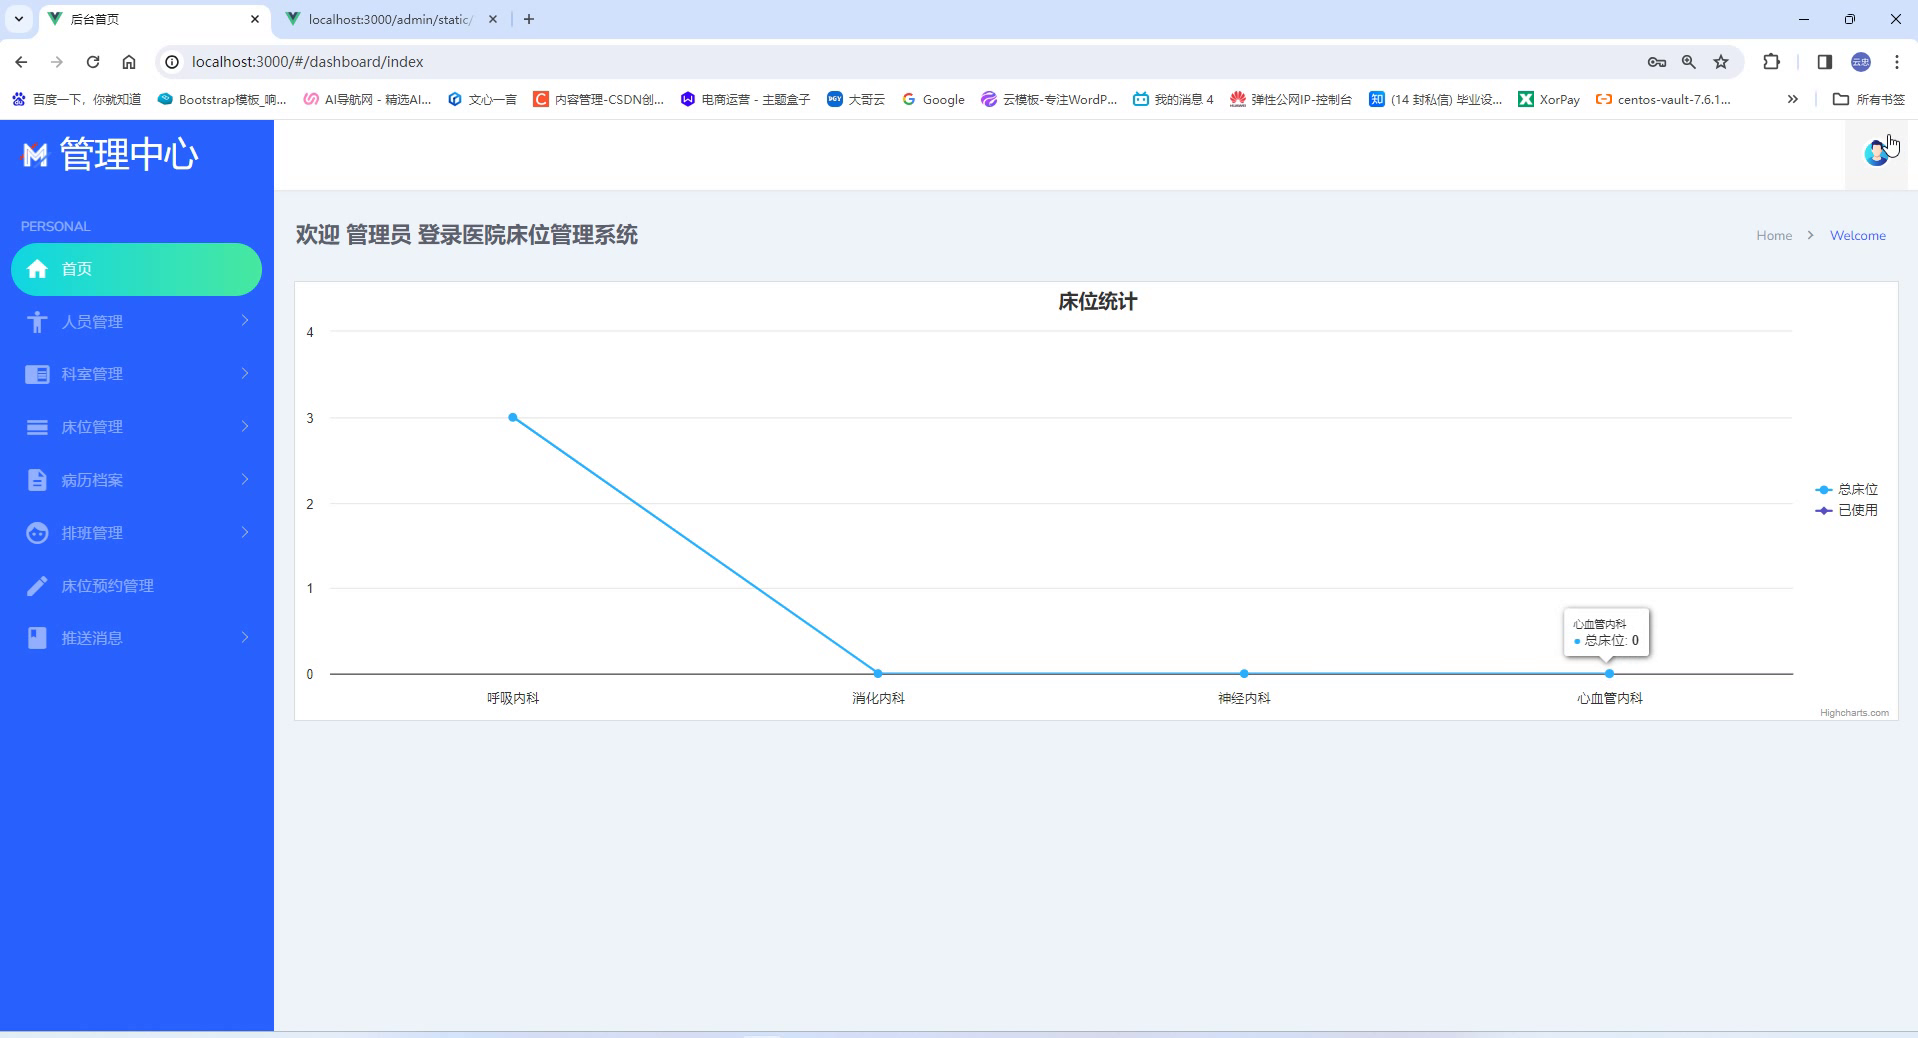 后台首页
localhost:3000/admin/static/
localhost:3000/#/dashboard/index
云忠
百度一下，你就知道
Bootstrap模板_响...
AI导航网 - 精选AI...
文心一言
内容管理-CSDN创...
电商运营 - 主题盒子
DGY
大哥云
Google
云模板-专注WordP...
我的消息 4
弹性公网IP-控制台
知
(14 封私信) 毕业设...
XorPay
centos-vault-7.6.1...
所有书签
管理中心
PERSONAL
首页
人员管理
科室管理
床位管理
病历档案
排班管理
床位预约管理
推送消息
欢迎 管理员 登录医院床位管理系统
Home
Welcome
床位统计
4
3
2
1
0
呼吸内科
消化内科
神经内科
心血管内科
心血管内科
总床位: 0
总床位
已使用
Highcharts.com